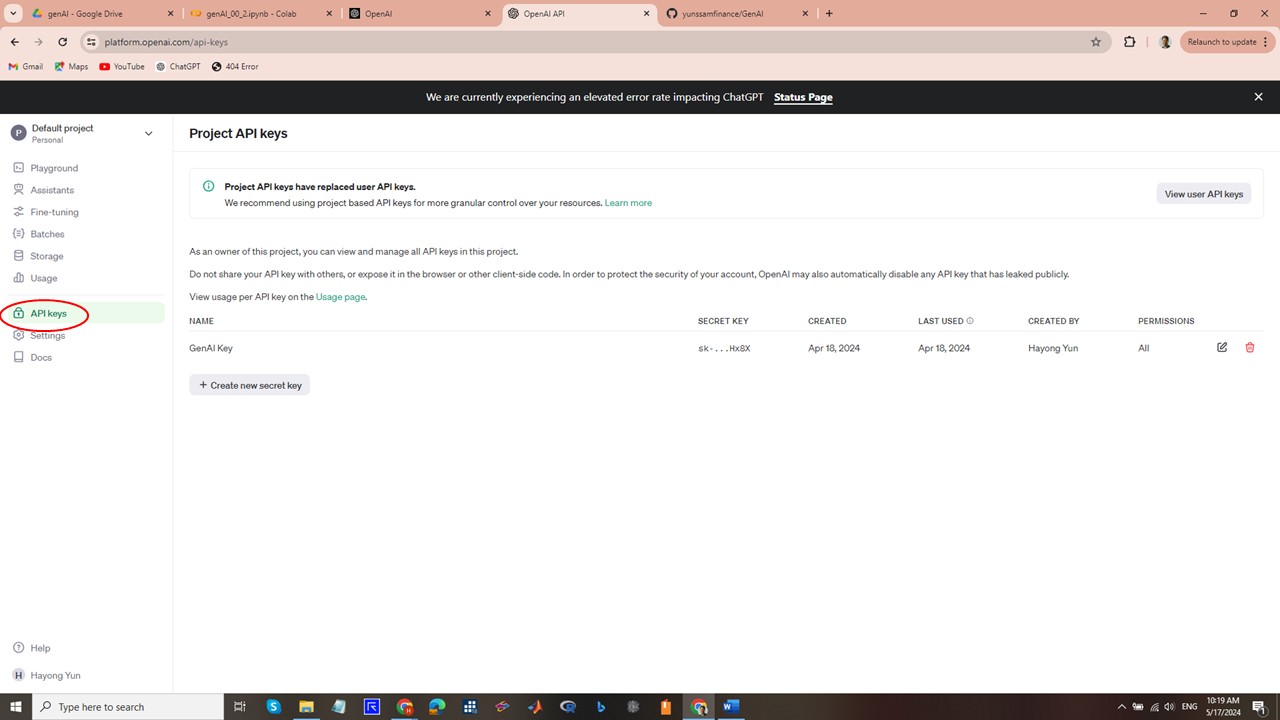 genAI - Google Drive
genAI_00_2.ipynb - Colab
OpenAI
OpenAI API
yunssamfinance/GenAI
platform.openai.com/api-keys
Relaunch to update
Gmail
Maps
YouTube
ChatGPT
404 Error
We are currently experiencing an elevated error rate impacting ChatGPT Status Page
P
Default project
Personal
Playground
Assistants
Fine-tuning
Batches
Storage
Usage
API keys
Settings
Docs
Help
H Hayong Yun
Project API keys
Project API keys have replaced user API keys.
We recommend using project based API keys for more granular control over your resources. Learn more
View user API keys
As an owner of this project, you can view and manage all API keys in this project.
Do not share your API key with others, or expose it in the browser or other client-side code. In order to protect the security of your account, OpenAI may also automatically disable any API key that has leaked publicly.
View usage per API key on the Usage page.
NAME SECRET KEY CREATED LAST USED CREATED BY PERMISSIONS
GenAI Key sk-...Hx8X Apr 18, 2024 Apr 18, 2024 Hayong Yun All
+ Create new secret key
Type here to search
ENG
10:19 AM
5/17/2024